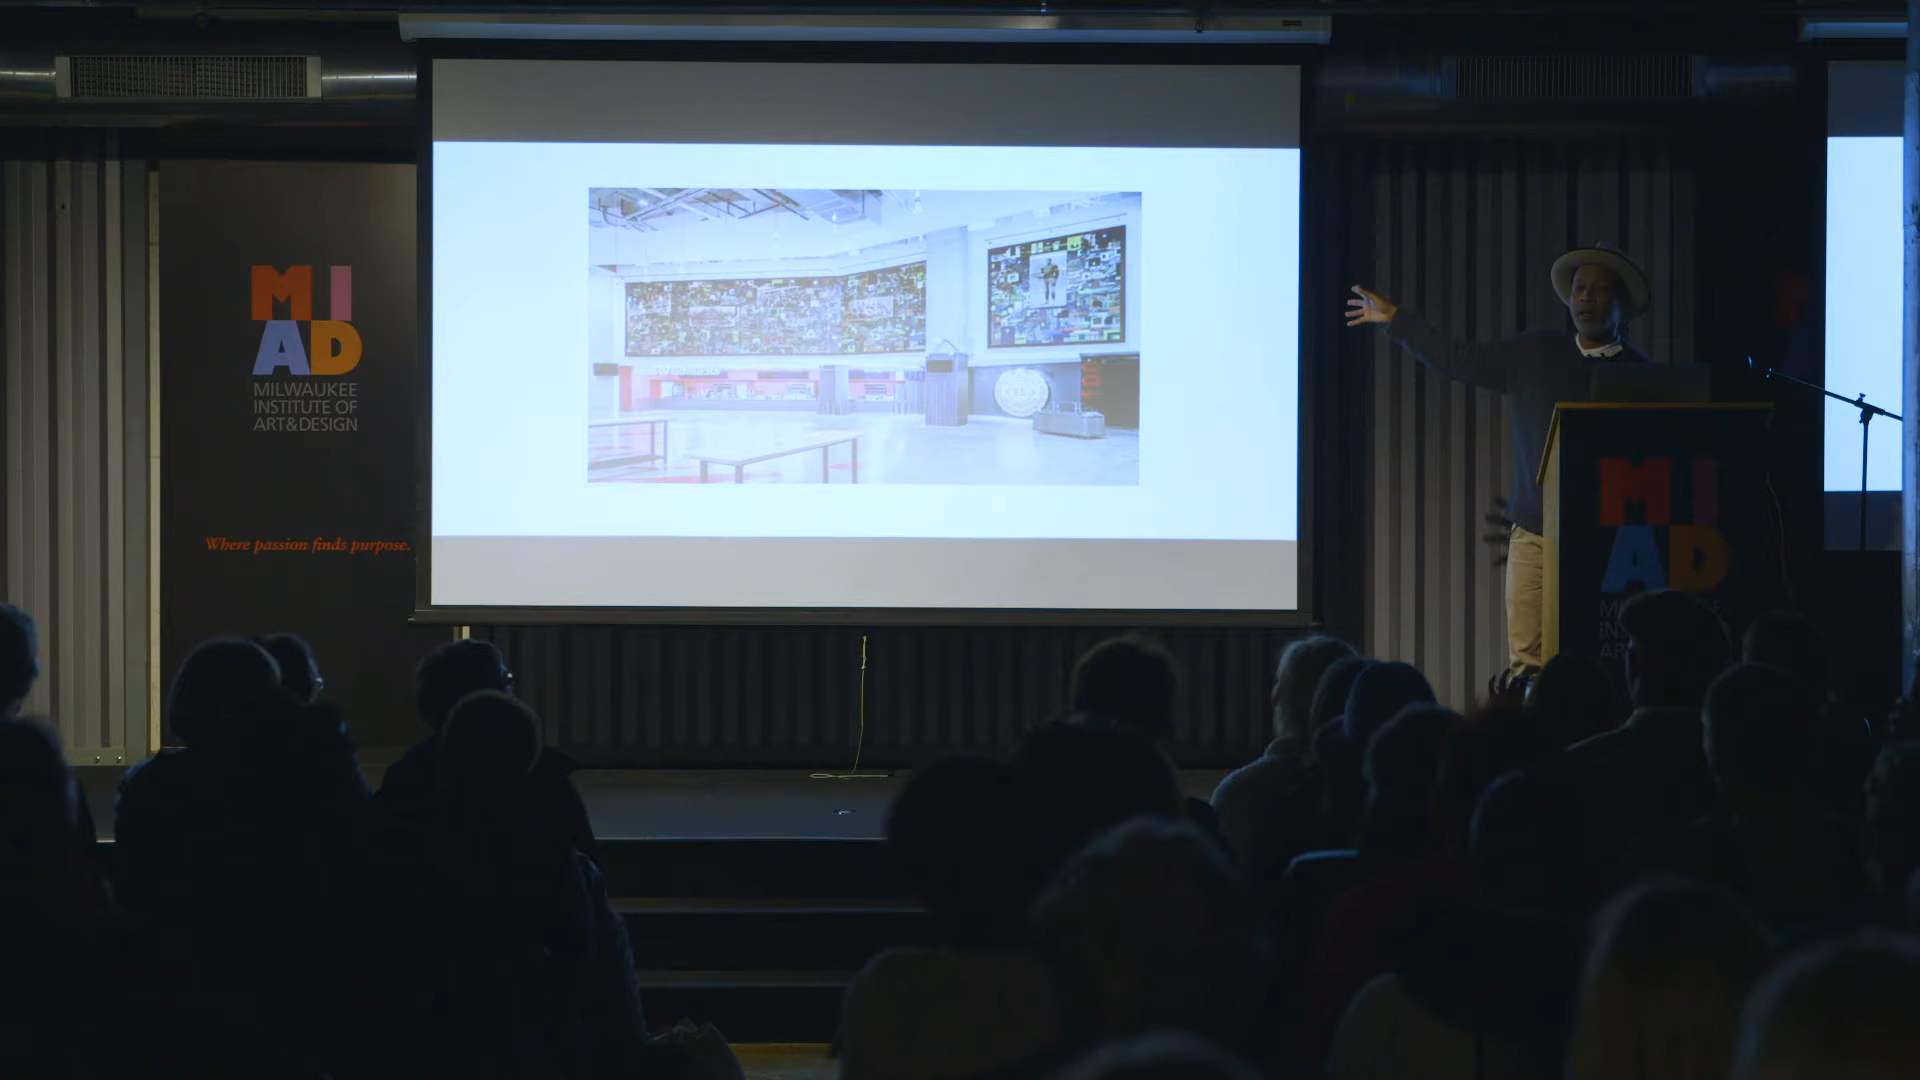 MI
AD
MILWAUKEE
INSTITUTE OF
ART&DESIGN
Where passion finds purpose.
MI
AD